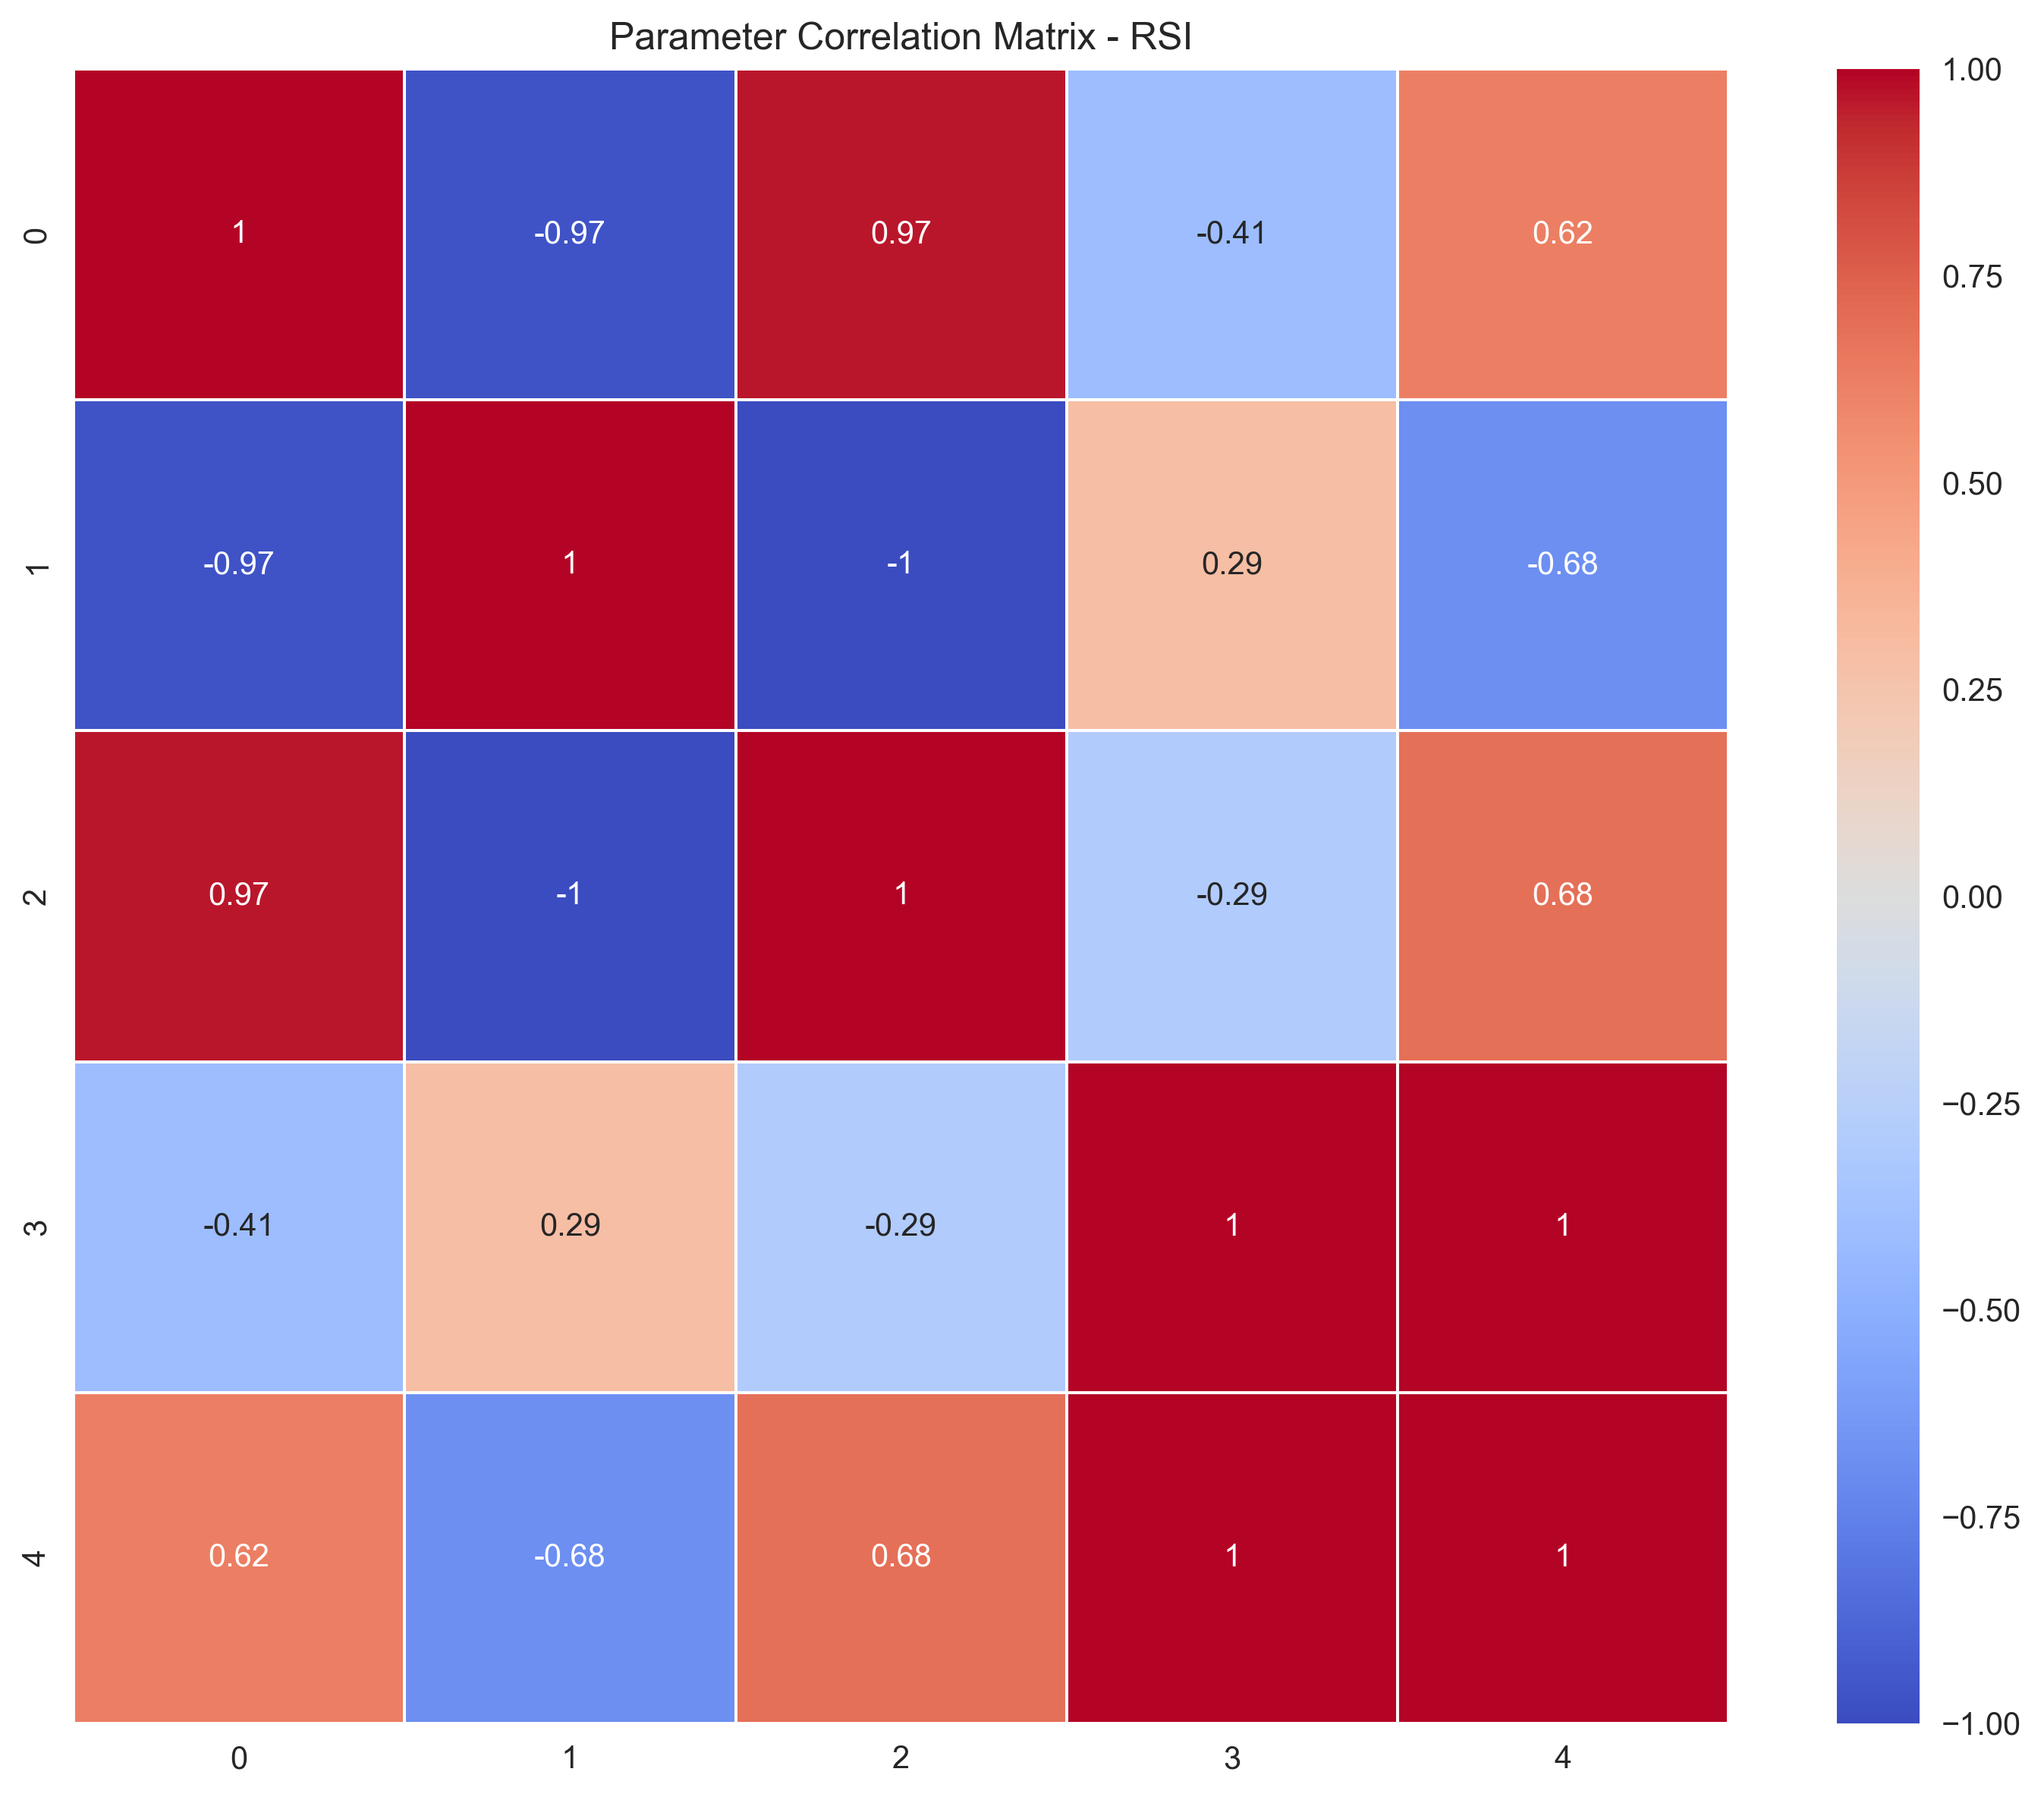 Parameter Correlation Matrix - RSI
1.00
0 1 -0.97 0.97 -0.41 0.62
0.75
0.50
1 -0.97 1 -1 0.29 -0.68
0.25
2 0.97 -1 1 -0.29 0.68
0.00
−0.25
3 -0.41 0.29 -0.29 1 1
−0.50
−0.75
4 0.62 -0.68 0.68 1 1
−1.00
0 1 2 3 4